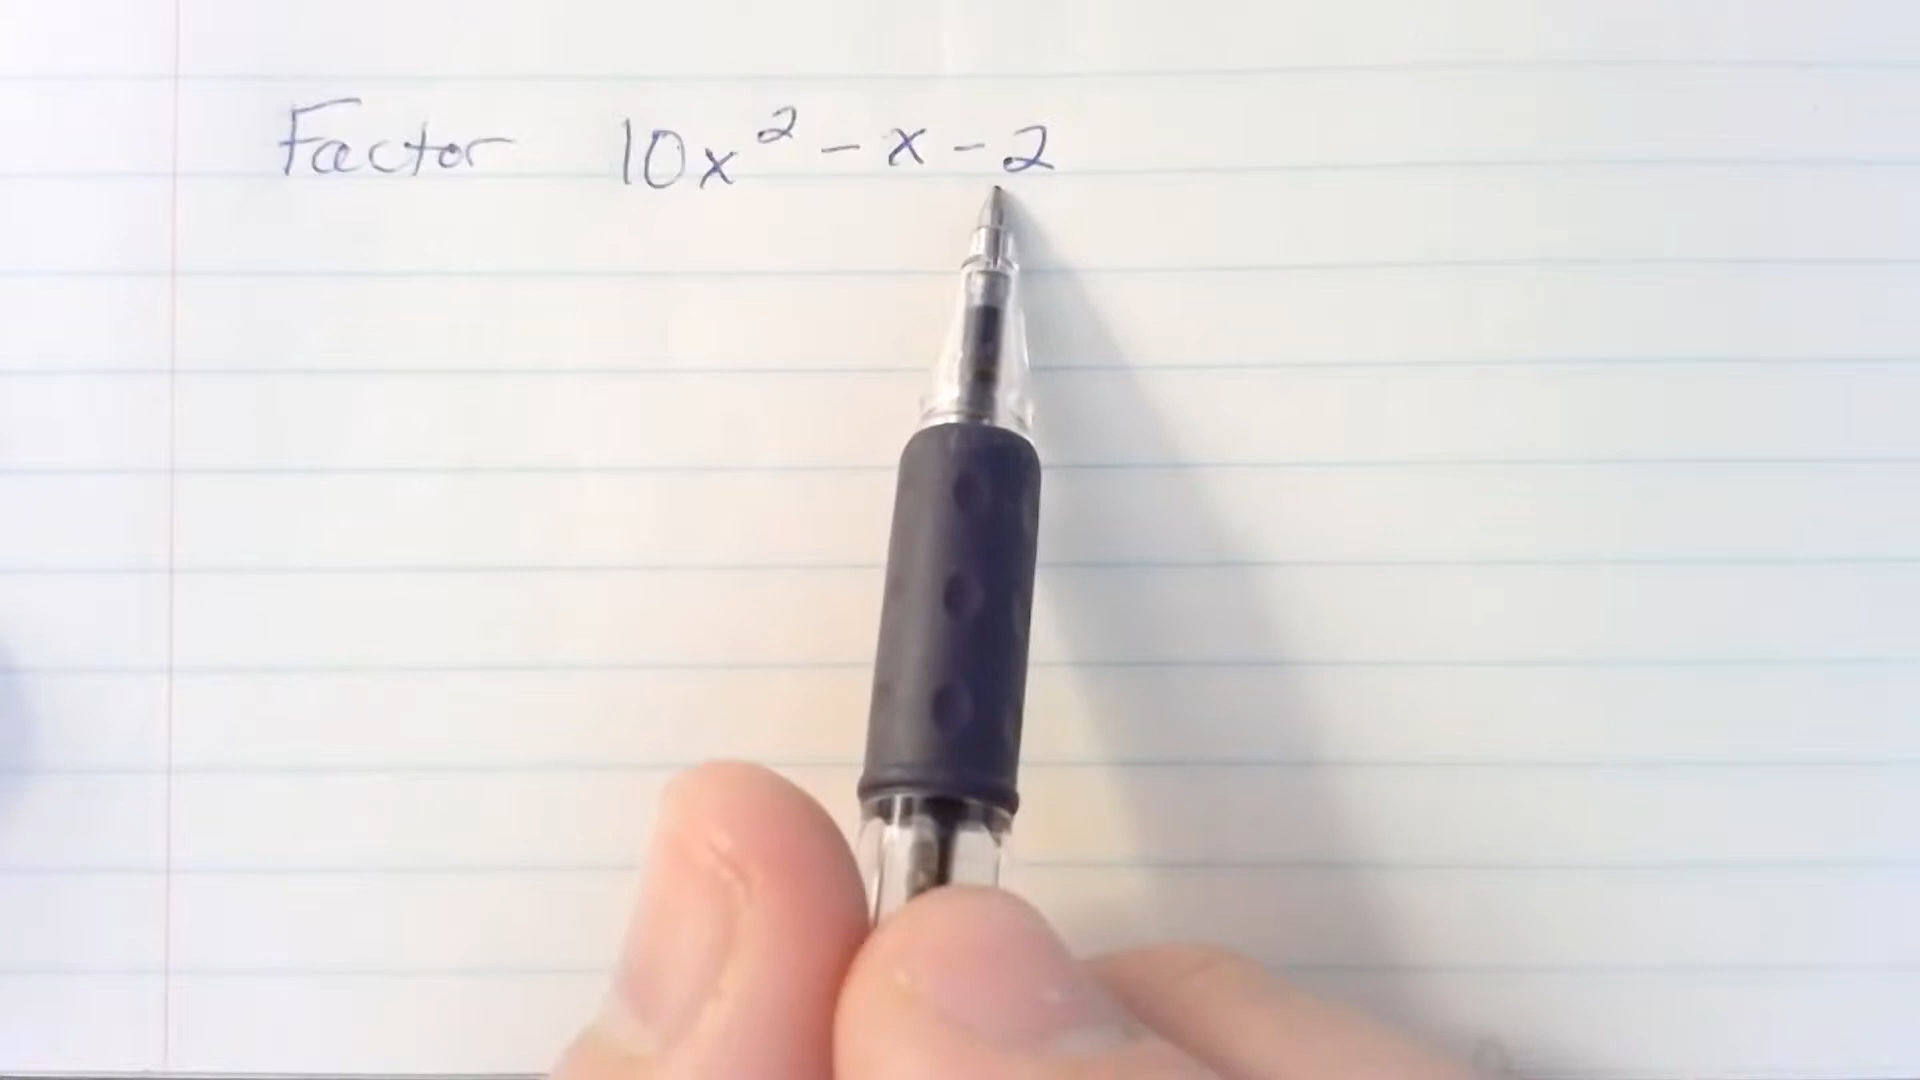 Factor 10x² - x - 2